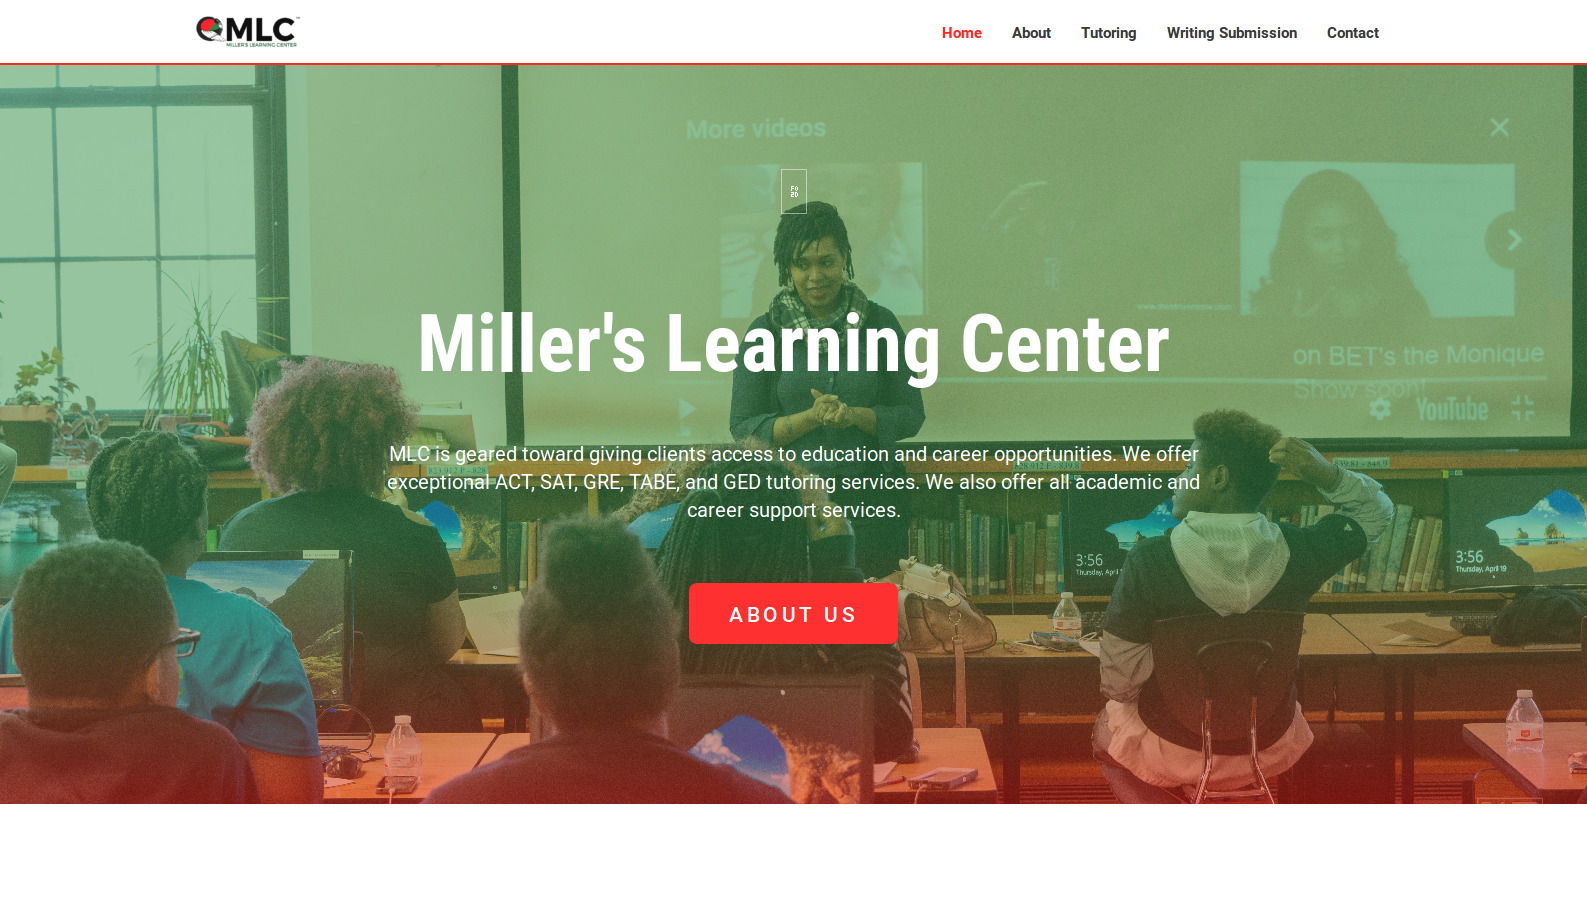 MLC
MILLER'S LEARNING CENTER
Home
About
Tutoring
Writing Submission
Contact
More videos
on BET's the Monique
Show soon!
YouTube
Miller's Learning Center
MLC is geared toward giving clients access to education and career opportunities. We offer
exceptional ACT, SAT, GRE, TABE, and GED tutoring services. We also offer all academic and
career support services.
3:56
Thursday, April
3:56
Thursday, April 19
ABOUT US